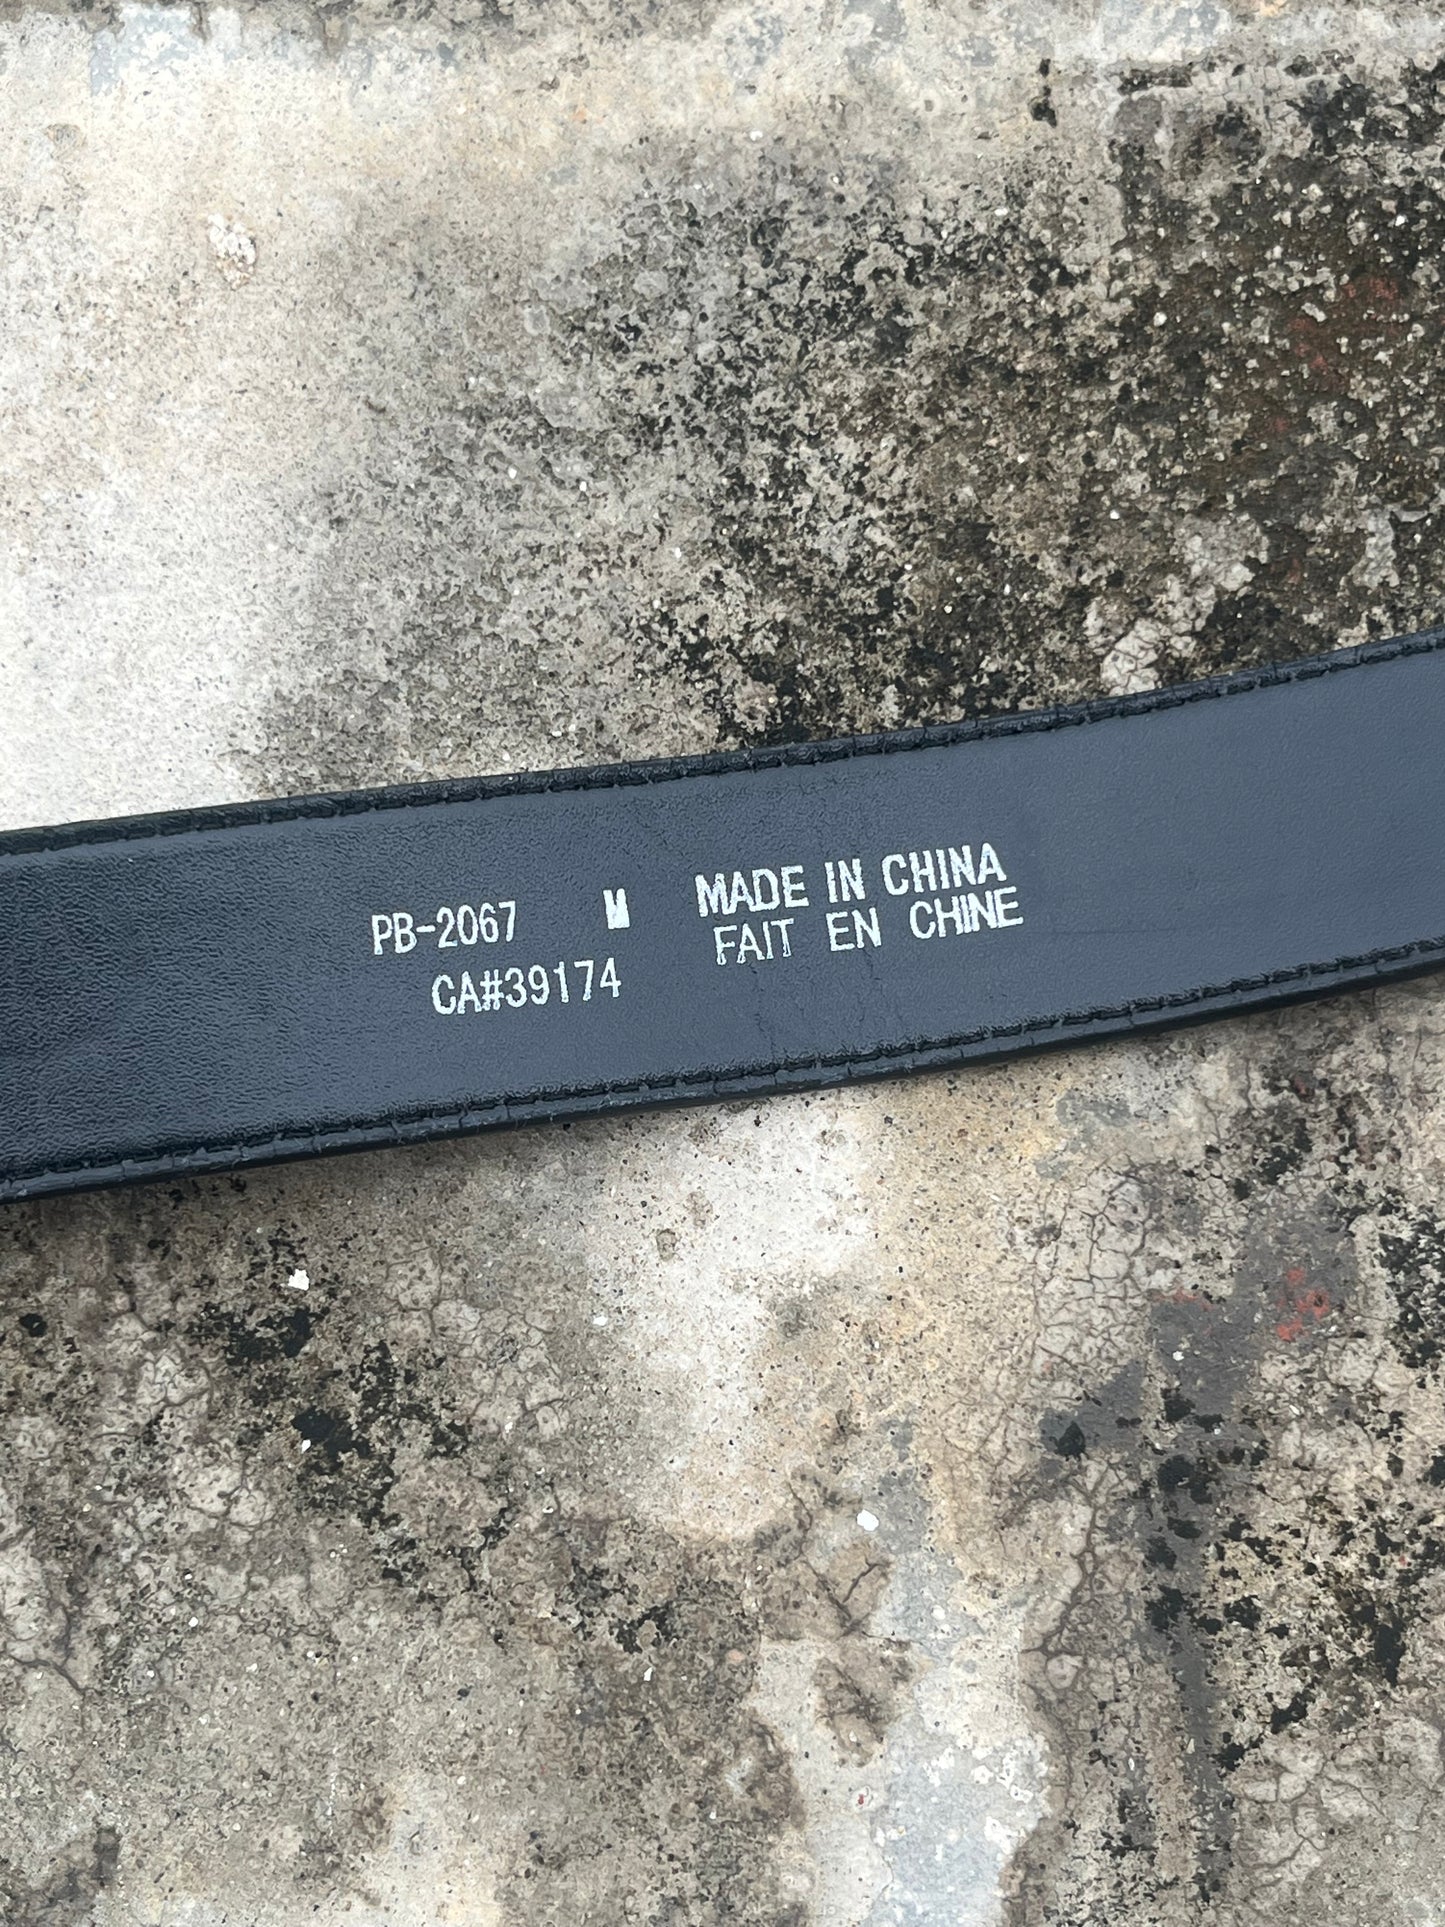 PB-2067 M MADE IN CHINA
CA#39174 FAIT EN CHINE